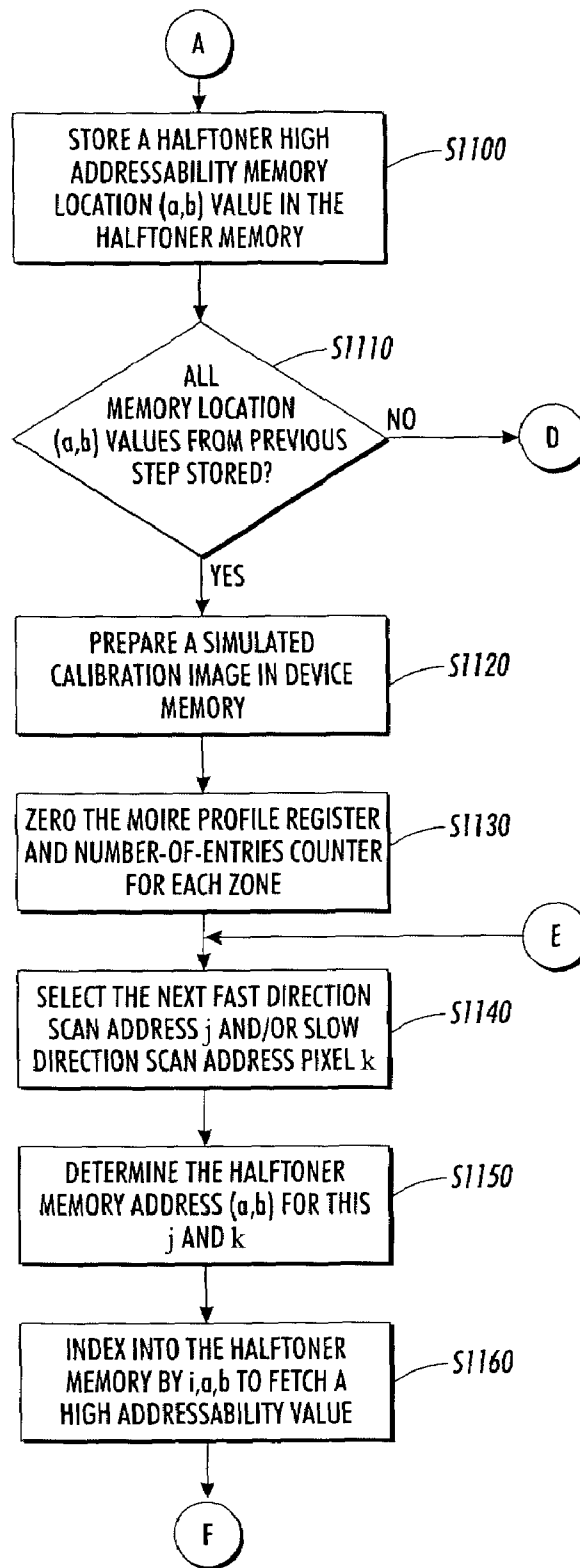 A
STORE A HALFTONER HIGH
ADDRESSABILITY MEMORY
LOCATION (a,b) VALUE IN THE
HALFTONER MEMORY
S1100
S1110
ALL
MEMORY LOCATION
(a,b) VALUES FROM PREVIOUS
STEP STORED?
NO
D
YES
PREPARE A SIMULATED
CALIBRATION IMAGE IN DEVICE
MEMORY
S1120
ZERO THE MOIRE PROFILE REGISTER
AND NUMBER-OF-ENTRIES COUNTER
FOR EACH ZONE
S1130
E
SELECT THE NEXT FAST DIRECTION
SCAN ADDRESS j AND/OR SLOW
DIRECTION SCAN ADDRESS PIXEL k
S1140
DETERMINE THE HALFTONER
MEMORY ADDRESS (a,b) FOR THIS
j AND k
S1150
INDEX INTO THE HALFTONER
MEMORY BY i,a,b TO FETCH A
HIGH ADDRESSABILITY VALUE
S1160
F